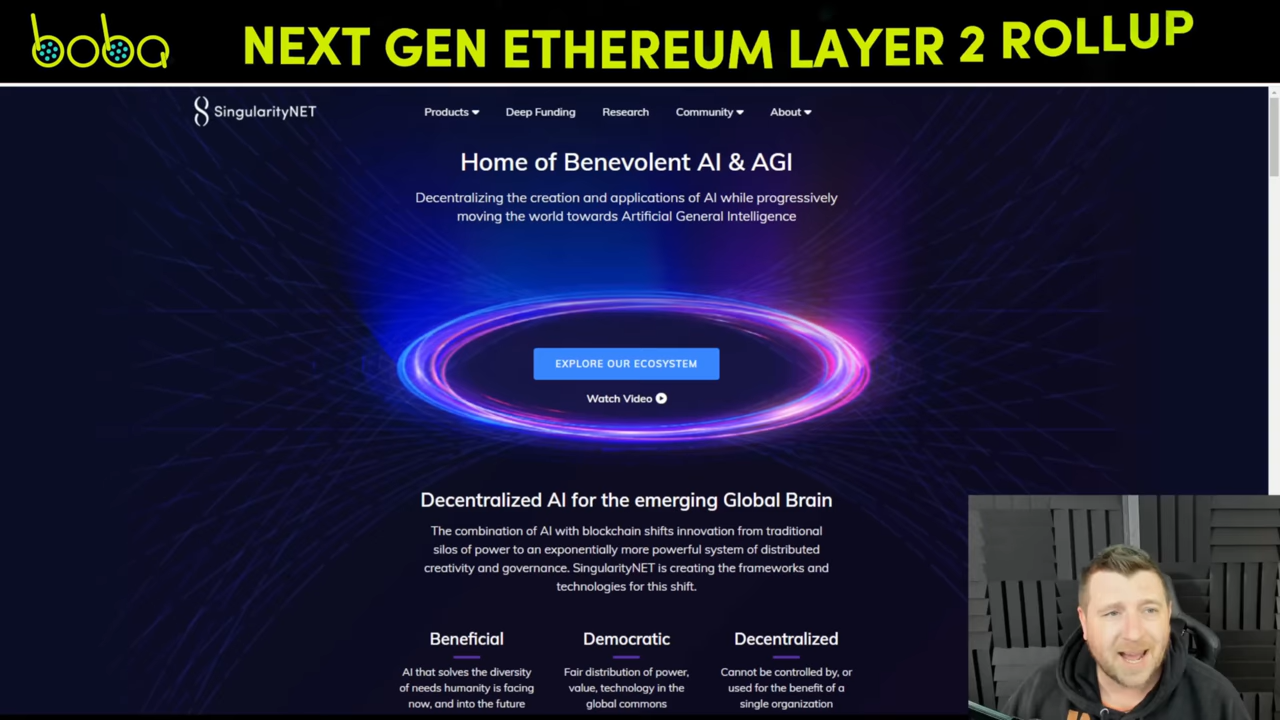 boba
NEXT GEN ETHEREUM LAYER 2 ROLLUP
SingularityNET
Products
Deep Funding
Research
Community
About
Home of Benevolent AI & AGI
Decentralizing the creation and applications of AI while progressively
moving the world towards Artificial General Intelligence
EXPLORE OUR ECOSYSTEM
Watch Video
Decentralized AI for the emerging Global Brain
The combination of AI with blockchain shifts innovation from traditional
silos of power to an exponentially more powerful system of distributed
creativity and governance. SingularityNET is creating the frameworks and
technologies for this shift.
Beneficial
AI that solves the diversity
of needs humanity is facing
now, and into the future
Democratic
Fair distribution of power,
value, technology in the
global commons
Decentralized
Cannot be controlled by, or
used for the benefit of a
single organization